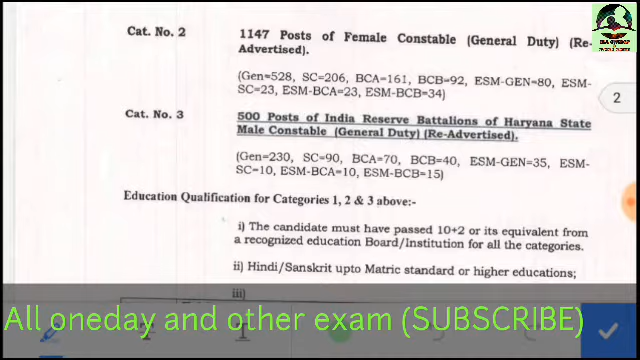 Cat. No. 2
1147 Posts of Female Constable (General Duty) (Re-
Advertised).
(Gen=528, SC=206, BCA=161, BCB=92, ESM-GEN=80, ESM-
SC=23, ESM-BCA=23, ESM-BCB=34)
Cat. No. 3
500 Posts of India Reserve Battalions of Haryana State
Male Constable (General Duty) (Re-Advertised).
(Gen=230, SC=90, BCA=70, BCB=40, ESM-GEN=35, ESM-
SC=10, ESM-BCA=10, ESM-BCB=15)
Education Qualification for Categories 1, 2 & 3 above:-
i) The candidate must have passed 10+2 or its equivalent from
a recognized education Board/Institution for all the categories.
ii) Hindi/Sanskrit upto Matric standard or higher educations;
iii)
2
All oneday and other exam (SUBSCRIBE)